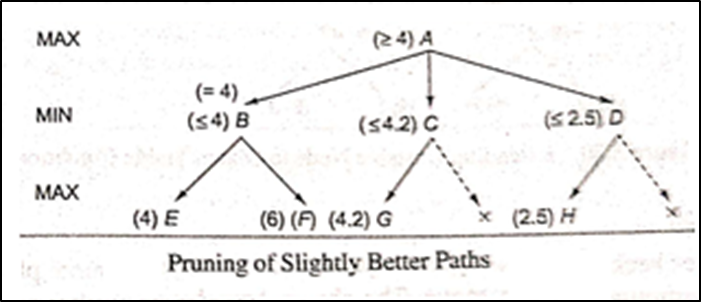 MAX
(≥ 4) A
(= 4)
MIN
(≤ 4) B
(≤4.2) C
(≤ 2.5) D
MAX
(4) E
(6) (F)
(4.2) G
×
(2.5) H
×
Pruning of Slightly Better Paths